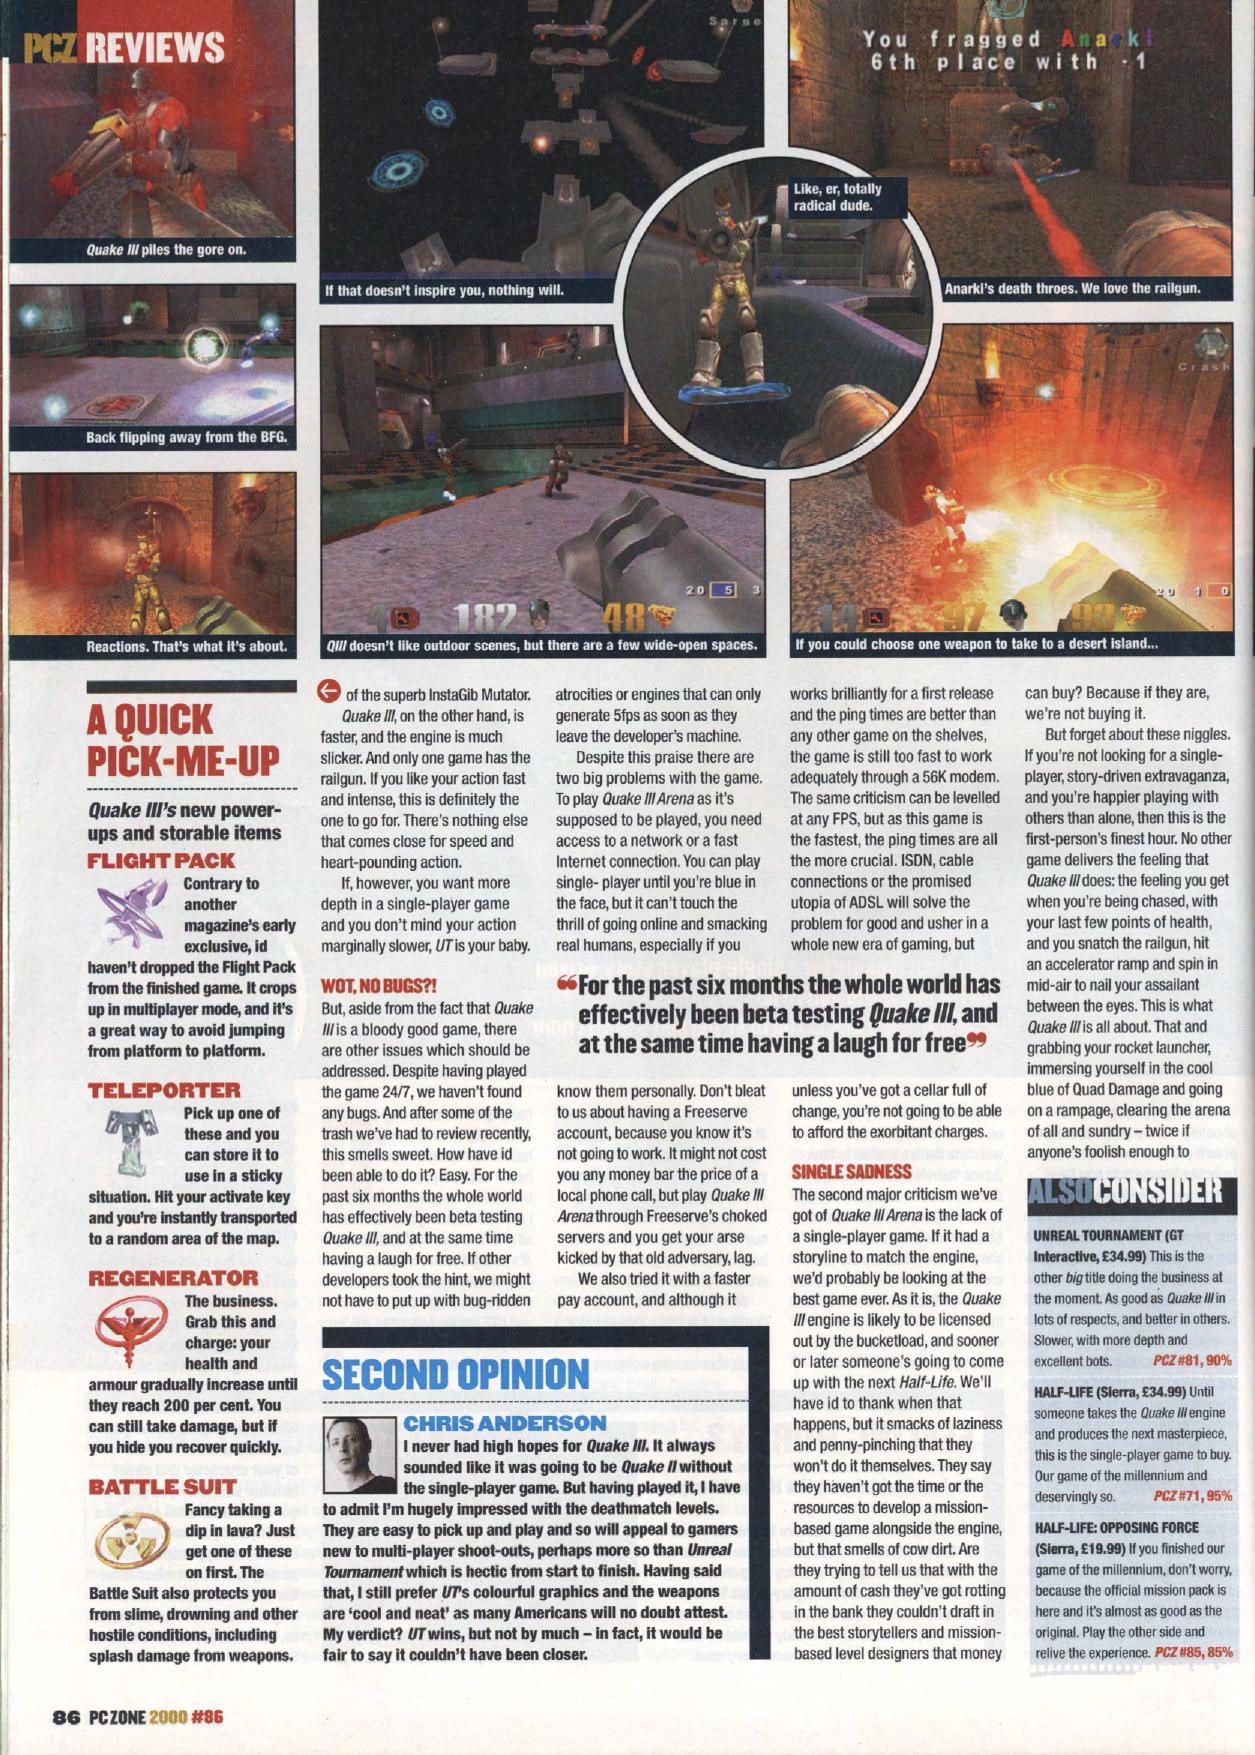 PCZ REVIEWS
Quake III piles the gore on.
Back flipping away from the BFG.
Reactions. That's what it's about.
Sarge
If that doesn't inspire you, nothing will.
You fragged Anarki
6th place with -1
Like, er, totally
radical dude.
Anarki's death throes. We love the railgun.
20 5 3
4 182 48
QIII doesn't like outdoor scenes, but there are a few wide-open spaces.
Crash
20 1 0
14 97 93
If you could choose one weapon to take to a desert island...
A QUICK
PICK-ME-UP
Quake III's new power-
ups and storable items
FLIGHT PACK
Contrary to
another
magazine's early
exclusive, id
haven't dropped the Flight Pack
from the finished game. It crops
up in multiplayer mode, and it's
a great way to avoid jumping
from platform to platform.
TELEPORTER
Pick up one of
these and you
can store it to
use in a sticky
situation. Hit your activate key
and you're instantly transported
to a random area of the map.
REGENERATOR
The business.
Grab this and
charge: your
health and
armour gradually increase until
they reach 200 per cent. You
can still take damage, but if
you hide you recover quickly.
BATTLE SUIT
Fancy taking a
dip in lava? Just
get one of these
on first. The
Battle Suit also protects you
from slime, drowning and other
hostile conditions, including
splash damage from weapons.
of the superb InstaGib Mutator.
Quake III, on the other hand, is
faster, and the engine is much
slicker. And only one game has the
railgun. If you like your action fast
and intense, this is definitely the
one to go for. There's nothing else
that comes close for speed and
heart-pounding action.
If, however, you want more
depth in a single-player game
and you don't mind your action
marginally slower, UT is your baby.
WOT, NO BUGS?!
But, aside from the fact that Quake
III is a bloody good game, there
are other issues which should be
addressed. Despite having played
the game 24/7, we haven't found
any bugs. And after some of the
trash we've had to review recently,
this smells sweet. How have id
been able to do it? Easy. For the
past six months the whole world
has effectively been beta testing
Quake III, and at the same time
having a laugh for free. If other
developers took the hint, we might
not have to put up with bug-ridden
atrocities or engines that can only
generate 5fps as soon as they
leave the developer's machine.
Despite this praise there are
two big problems with the game.
To play Quake III Arena as it's
supposed to be played, you need
access to a network or a fast
Internet connection. You can play
single- player until you're blue in
the face, but it can't touch the
thrill of going online and smacking
real humans, especially if you
“For the past six months the whole world has
effectively been beta testing Quake III, and
at the same time having a laugh for free”
know them personally. Don't bleat
to us about having a Freeserve
account, because you know it's
not going to work. It might not cost
you any money bar the price of a
local phone call, but play Quake III
Arena through Freeserve's choked
servers and you get your arse
kicked by that old adversary, lag.
We also tried it with a faster
pay account, and although it
works brilliantly for a first release
and the ping times are better than
any other game on the shelves,
the game is still too fast to work
adequately through a 56K modem.
The same criticism can be levelled
at any FPS, but as this game is
the fastest, the ping times are all
the more crucial. ISDN, cable
connections or the promised
utopia of ADSL will solve the
problem for good and usher in a
whole new era of gaming, but
unless you've got a cellar full of
change, you're not going to be able
to afford the exorbitant charges.
SINGLE SADNESS
The second major criticism we've
got of Quake III Arena is the lack of
a single-player game. If it had a
storyline to match the engine,
we'd probably be looking at the
best game ever. As it is, the Quake
III engine is likely to be licensed
out by the bucketload, and sooner
or later someone's going to come
up with the next Half-Life. We'll
have id to thank when that
happens, but it smacks of laziness
and penny-pinching that they
won't do it themselves. They say
they haven't got the time or the
resources to develop a mission-
based game alongside the engine,
but that smells of cow dirt. Are
they trying to tell us that with the
amount of cash they've got rotting
in the bank they couldn't draft in
the best storytellers and mission-
based level designers that money
can buy? Because if they are,
we're not buying it.
But forget about these niggles.
If you're not looking for a single-
player, story-driven extravaganza,
and you're happier playing with
others than alone, then this is the
first-person's finest hour. No other
game delivers the feeling that
Quake III does: the feeling you get
when you're being chased, with
your last few points of health,
and you snatch the railgun, hit
an accelerator ramp and spin in
mid-air to nail your assailant
between the eyes. This is what
Quake III is all about. That and
grabbing your rocket launcher,
immersing yourself in the cool
blue of Quad Damage and going
on a rampage, clearing the arena
of all and sundry – twice if
anyone's foolish enough to
SECOND OPINION
CHRIS ANDERSON
I never had high hopes for Quake III. It always
sounded like it was going to be Quake II without
the single-player game. But having played it, I have
to admit I'm hugely impressed with the deathmatch levels.
They are easy to pick up and play and so will appeal to gamers
new to multi-player shoot-outs, perhaps more so than Unreal
Tournament which is hectic from start to finish. Having said
that, I still prefer UT's colourful graphics and the weapons
are 'cool and neat' as many Americans will no doubt attest.
My verdict? UT wins, but not by much – in fact, it would be
fair to say it couldn't have been closer.
ALSO CONSIDER
UNREAL TOURNAMENT (GT
Interactive, £34.99) This is the
other big title doing the business at
the moment. As good as Quake III in
lots of respects, and better in others.
Slower, with more depth and
excellent bots. PCZ #81, 90%
HALF-LIFE (Sierra, £34.99) Until
someone takes the Quake III engine
and produces the next masterpiece,
this is the single-player game to buy.
Our game of the millennium and
deservingly so. PCZ #71, 95%
HALF-LIFE: OPPOSING FORCE
(Sierra, £19.99) If you finished our
game of the millennium, don't worry,
because the official mission pack is
here and it's almost as good as the
original. Play the other side and
relive the experience. PCZ #85, 85%
86 PC ZONE 2000 #86